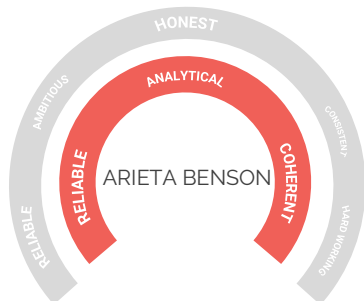 HONEST
AMBITIOUS
CONSISTENT
RELIABLE
HARD WORKING
ANALYTICAL
RELIABLE
COHERENT
ARIETA BENSON